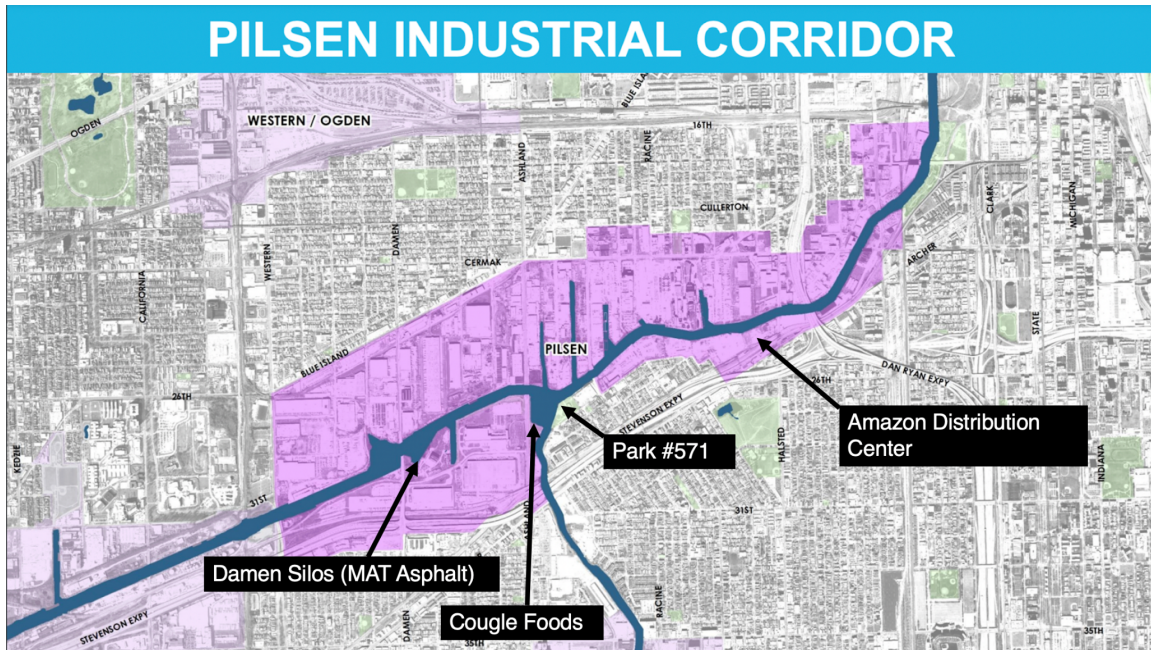 PILSEN INDUSTRIAL CORRIDOR
OGDEN
WESTERN / OGDEN
BLUE ISLA
16TH
ASHLAND
RACINE
CULLERTON
CLARK
MICHIGAN
DAMEN
CERMAK
ARCHER
WESTERN
CALIFORNIA
BLUE ISLAND
PILSEN
STATE
26TH
DAN RYAN EXPY
26TH
STEVENSON EXPY
Amazon Distribution
Center
Park #571
HALSTED
KEDZIE
INDIANA
31ST
31ST
ASHLAND
Damen Silos (MAT Asphalt)
Cougle Foods
RACINE
STEVENSON EXPY
DAMEN
35TH
35TH